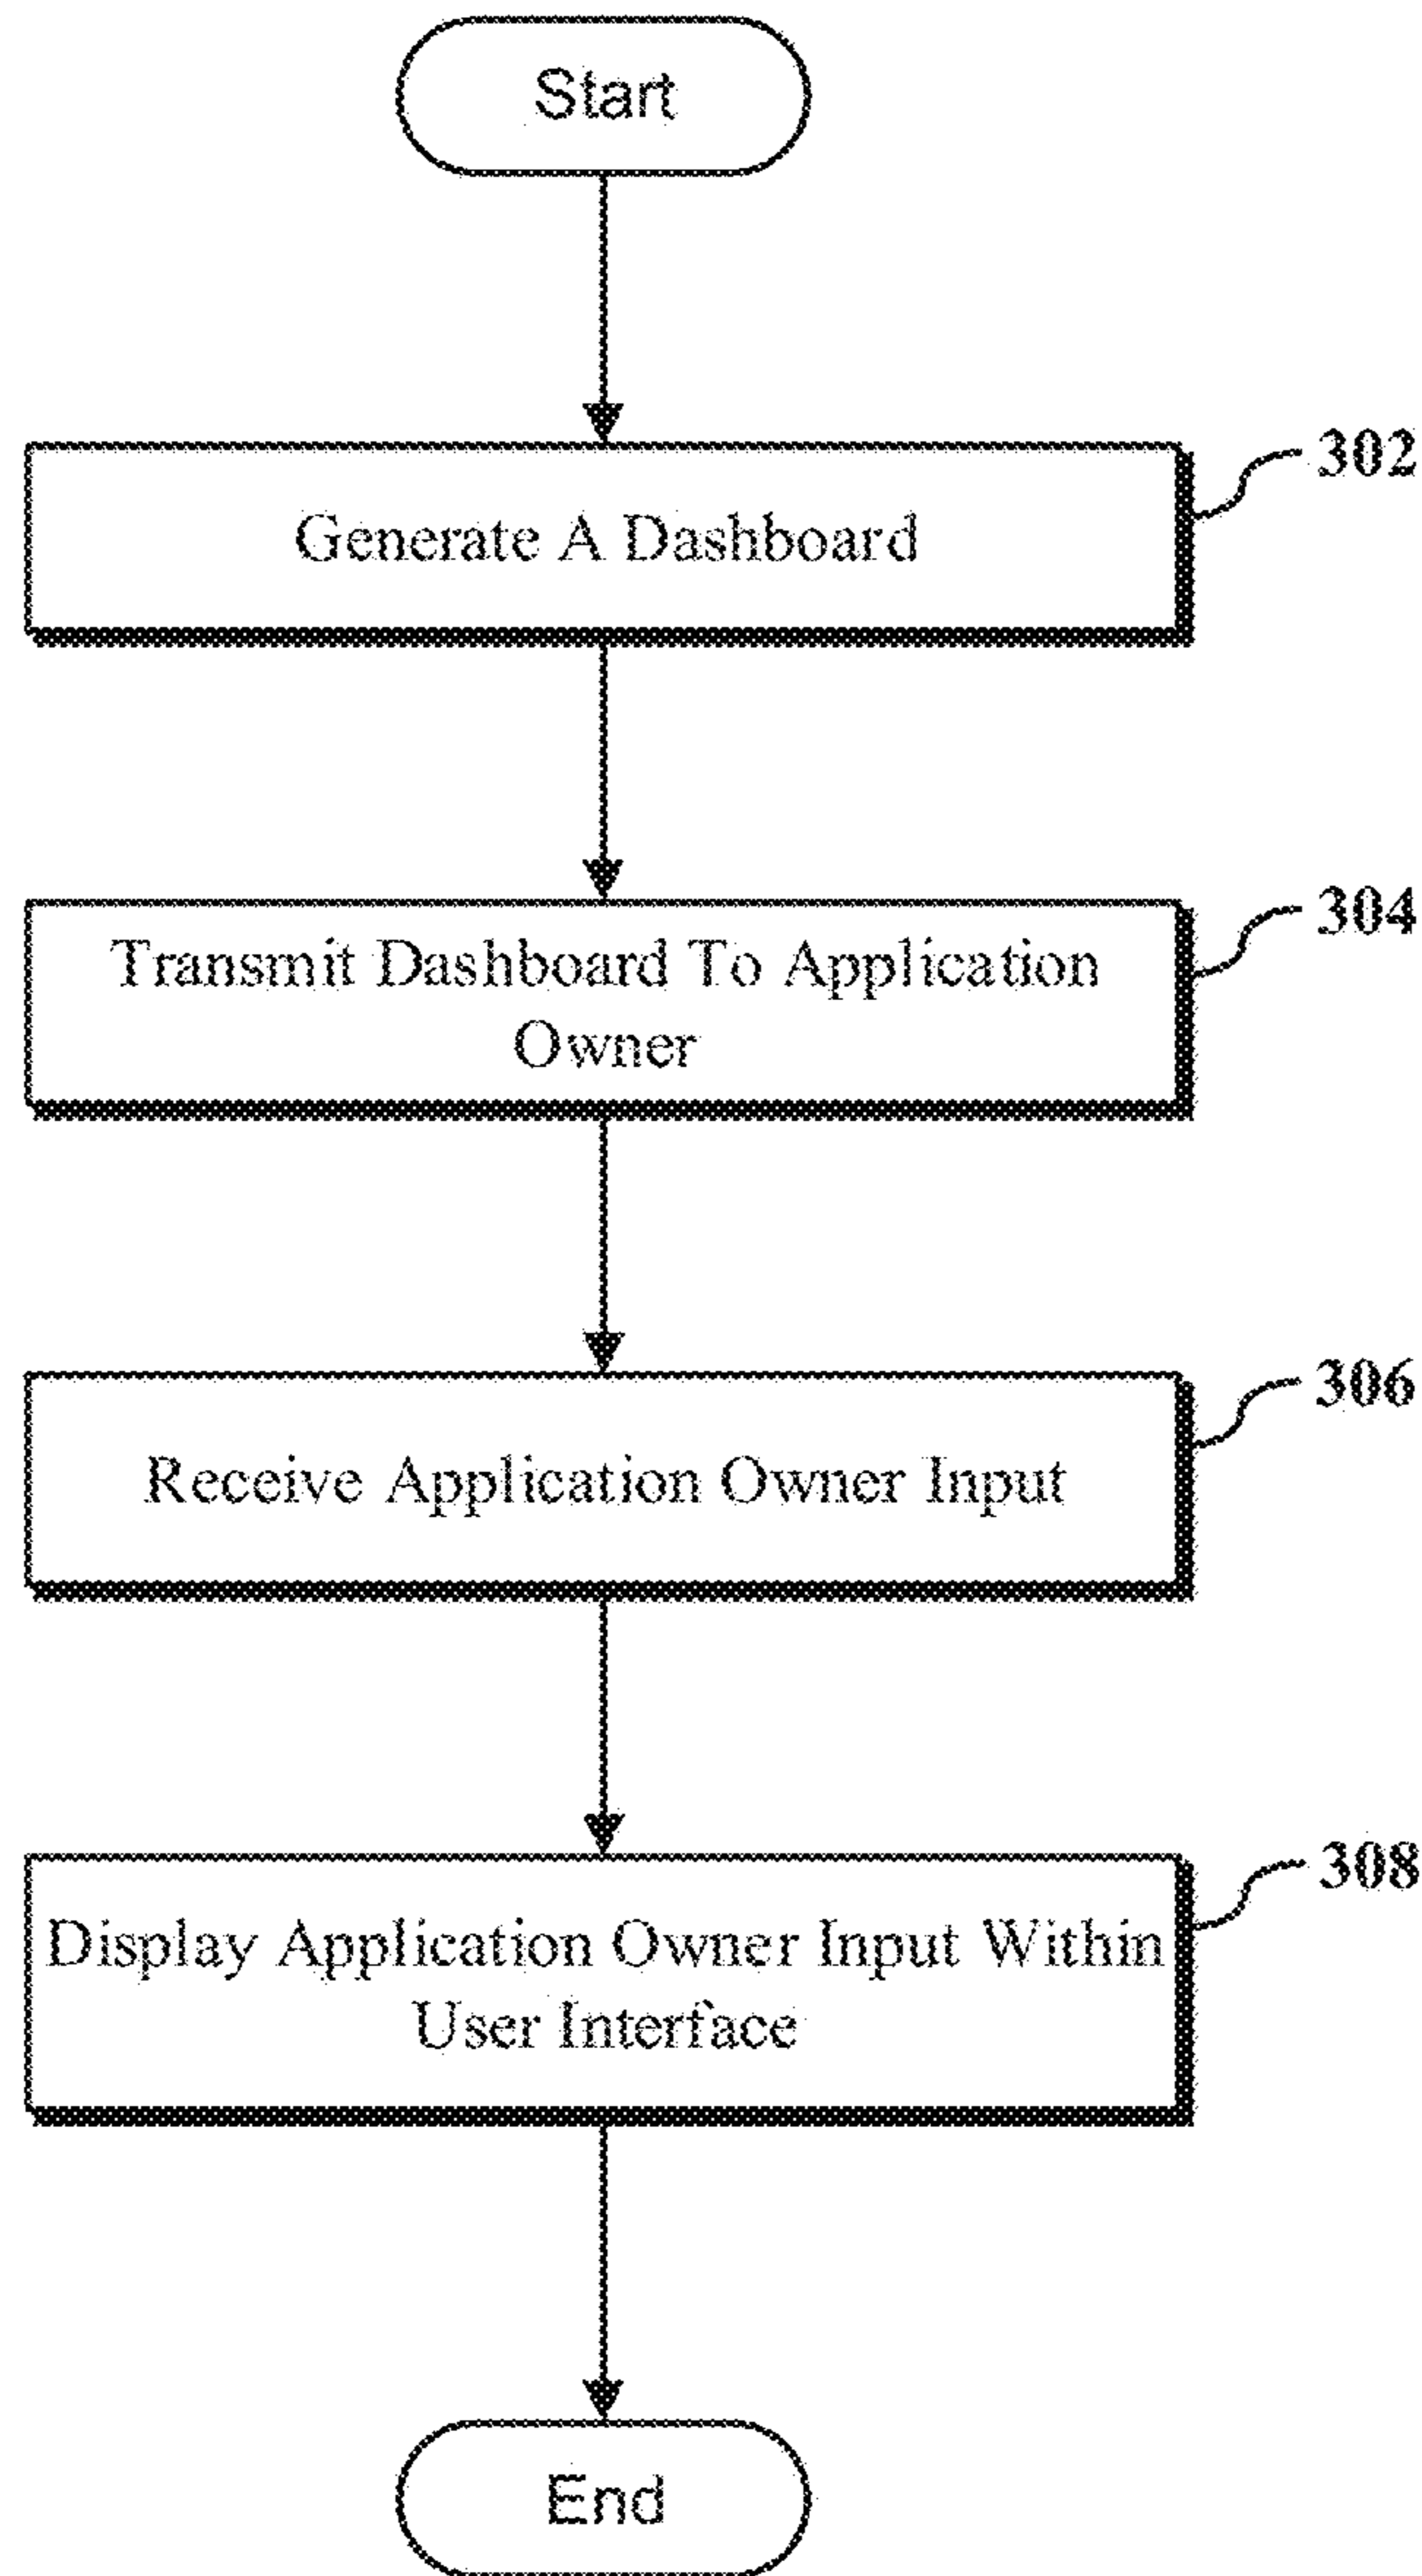 Start
302
Generate A Dashboard
304
Transmit Dashboard To Application
Owner
306
Receive Application Owner Input
308
Display Application Owner Input Within
User Interface
End